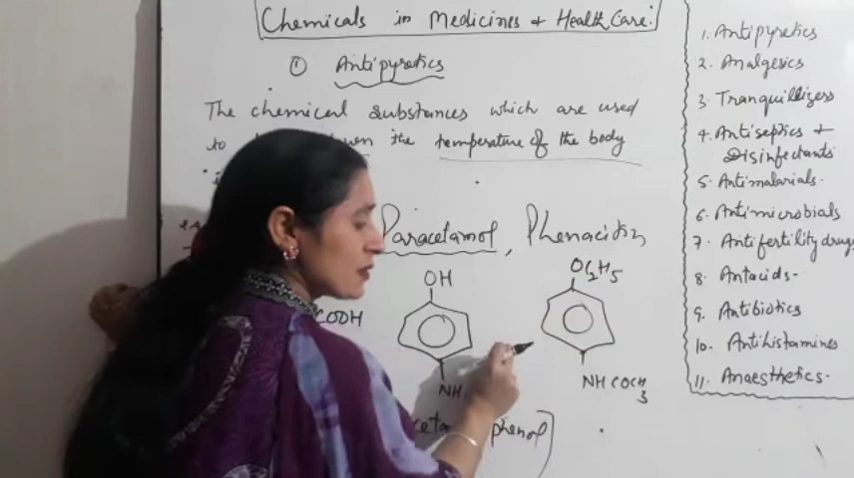 Chemicals in Medicines & Health Care:
① Antipyretics
The chemical substances which are used
to the temperature of the body
Paracetamol, Phenacitin
COOH
OH
NH
phenol)
OC2H5
NH COCH3
1. Antipyretics
2. Analgesics
3. Tranquillizers
4. Antiseptics &
Disinfectants
5. Antimalarials.
6. Antimicrobials
7. Antifertility drugs
8. Antacids-
9. Antibiotics
10. Antihistamines
11. Anaesthetics.